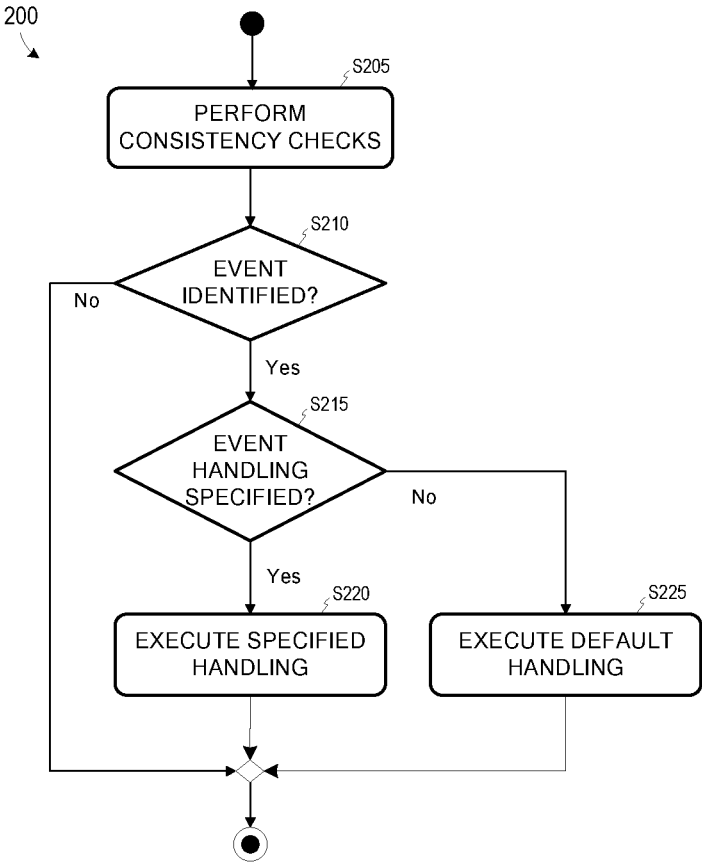 200
S205
PERFORM
CONSISTENCY CHECKS
S210
EVENT
IDENTIFIED?
No
Yes
S215
EVENT
HANDLING
SPECIFIED?
No
Yes
S220
EXECUTE SPECIFIED
HANDLING
S225
EXECUTE DEFAULT
HANDLING